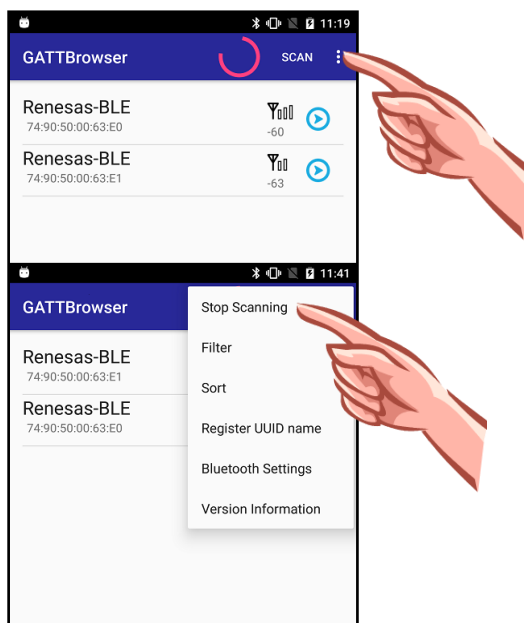 11:19
GATTBrowser SCAN
Renesas-BLE
74:90:50:00:63:E0
-60
Renesas-BLE
74:90:50:00:63:E1
-63
11:41
GATTBrowser
Stop Scanning
Filter
Sort
Register UUID name
Bluetooth Settings
Version Information
Renesas-BLE
74:90:50:00:63:E1
Renesas-BLE
74:90:50:00:63:E0